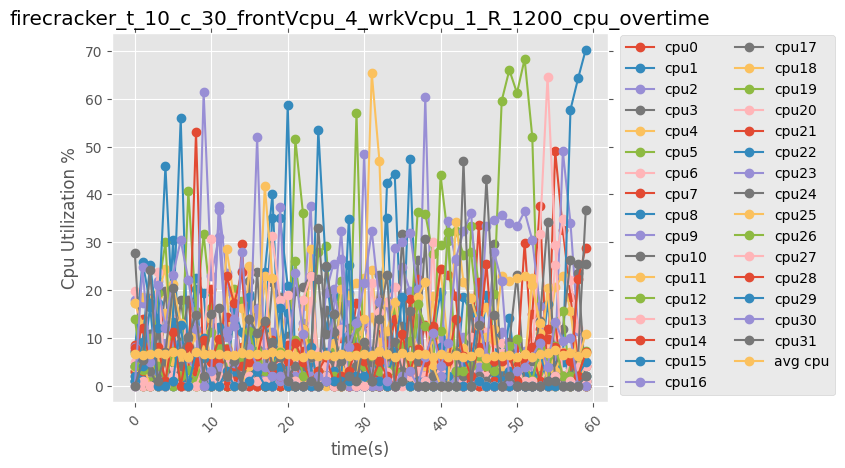 firecracker_t_10_c_30_frontVcpu_4_wrkVcpu_1_R_1200_cpu_overtime
Cpu Utilization %
70
60
50
40
30
20
10
0
0
10
20
30
40
50
60
time(s)
cpu0
cpu1
cpu2
cpu3
cpu4
cpu5
cpu6
cpu7
cpu8
cpu9
cpu10
cpu11
cpu12
cpu13
cpu14
cpu15
cpu16
cpu17
cpu18
cpu19
cpu20
cpu21
cpu22
cpu23
cpu24
cpu25
cpu26
cpu27
cpu28
cpu29
cpu30
cpu31
avg cpu